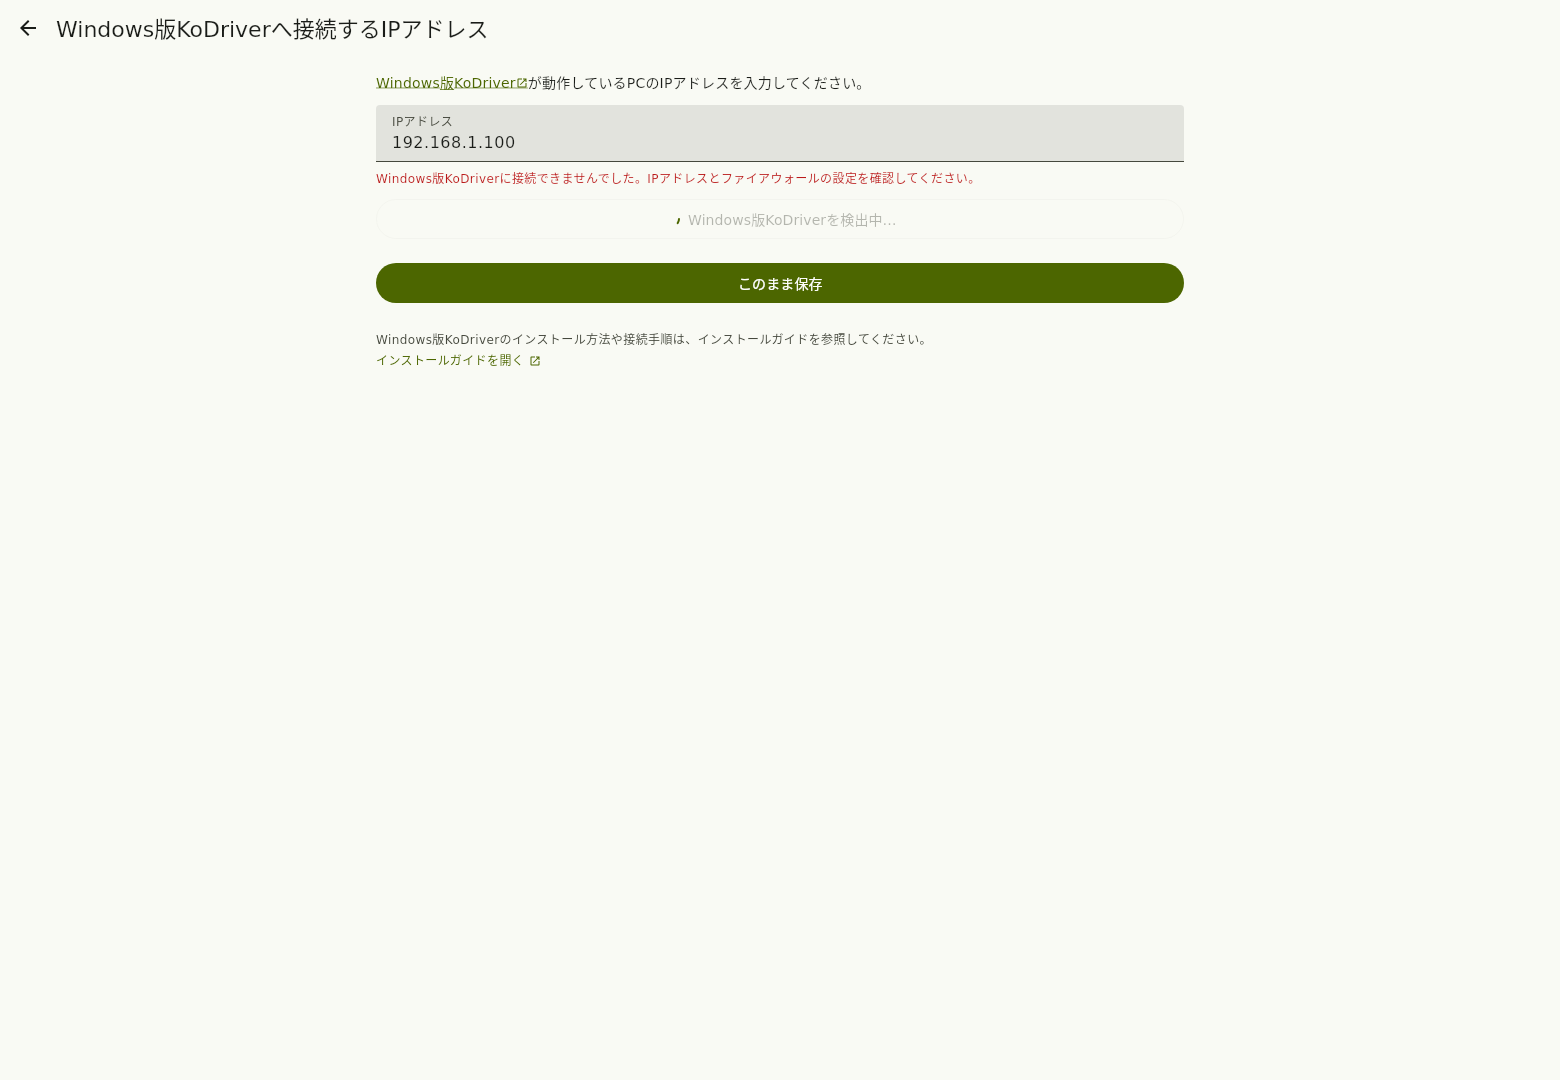 Windows版KoDriverへ接続するIPアドレス
Windows版KoDriverが動作しているPCのIPアドレスを入力してください。
IPアドレス
192.168.1.100
Windows版KoDriverに接続できませんでした。IPアドレスとファイアウォールの設定を確認してください。
Windows版KoDriverを検出中...
このまま保存
Windows版KoDriverのインストール方法や接続手順は、インストールガイドを参照してください。
インストールガイドを開く